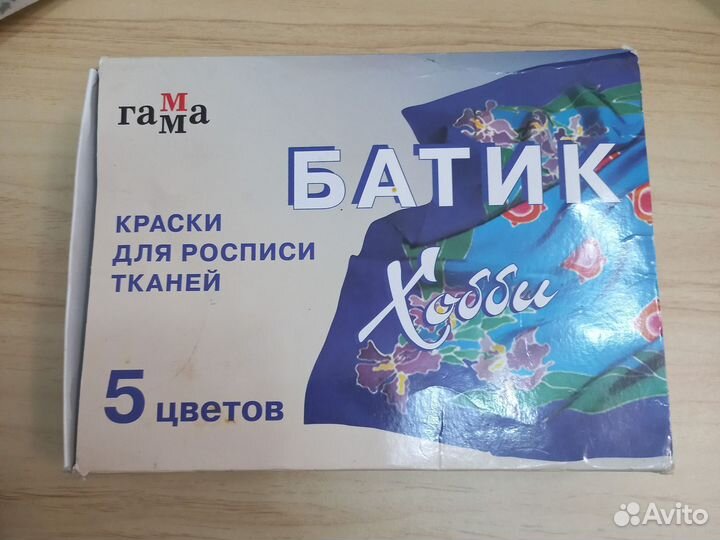 гамма
БАТИК
КРАСКИ
ДЛЯ РОСПИСИ
ТКАНЕЙ
Хобби
5 цветов
Avito